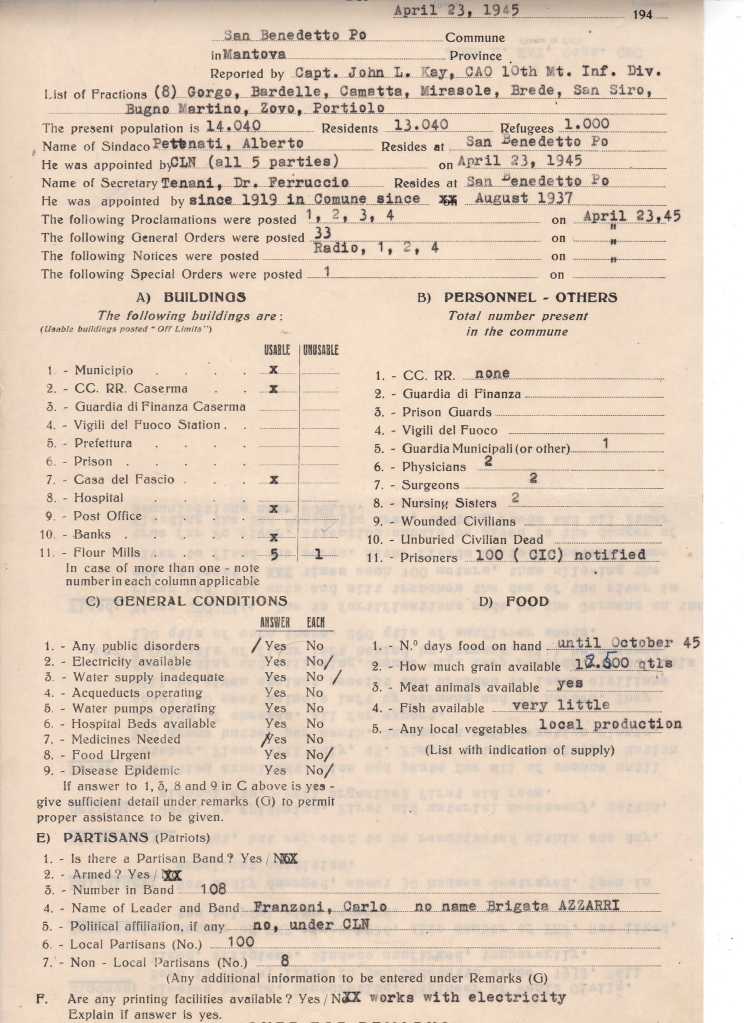 April 23, 1945 194
San Benedetto Po Commune
in Mantova Province
Reported by Capt. John L. Kay, CAO 10th Mt. Inf. Div.
List of Fractions (8) Gorgo, Bardelle, Camatta, Mirasole, Brede, San Siro,
Bugno Martino, Zovo, Portiolo
The present population is 14.040 Residents 13.040 Refugees 1.000
Name of Sindaco Pettenati, Alberto Resides at San Benedetto Po
He was appointed by CLN (all 5 parties) on April 23, 1945
Name of Secretary Tenani, Dr. Ferruccio Resides at San Benedetto Po
He was appointed by since 1919 in Comune since XX August 1937
The following Proclamations were posted 1, 2, 3, 4 on April 23,45
The following General Orders were posted 33 on "
The following Notices were posted Radio, 1, 2, 4 on "
The following Special Orders were posted 1 on
A) BUILDINGS
The following buildings are:
(Usable buildings posted "Off Limits")
USABLE UNUSABLE
1 - Municipio x
2. - CC. RR. Caserma x
3. - Guardia di Finanza Caserma
4. - Vigili del Fuoco Station
5. - Prefettura
6. - Prison
7. - Casa del Fascio x
8. - Hospital
9. - Post Office x
10. - Banks x
11. - Flour Mills 5 1
In case of more than one - note
number in each column applicable
B) PERSONNEL - OTHERS
Total number present
in the commune
1. - CC. RR. none
2. - Guardia di Finanza
3. - Prison Guards
4. - Vigili del Fuoco
5. - Guardia Municipali (or other) 1
6. - Physicians 2
7. - Surgeons 2
8. - Nursing Sisters 2
9. - Wounded Civilians
10. - Unburied Civilian Dead
11. - Prisoners 100 ( CIC) notified
C) GENERAL CONDITIONS
ANSWER EACH
1. - Any public disorders /Yes No
2. - Electricity available Yes No/
3. - Water supply inadequate Yes No /
4. - Acqueducts operating Yes No
5. - Water pumps operating Yes No
6. - Hospital Beds available Yes No
7. - Medicines Needed /Yes No
8. - Food Urgent Yes No/
9. - Disease Epidemic Yes No/
If answer to 1, 3, 8 and 9 in C above is yes -
give sufficient detail under remarks (G) to permit
proper assistance to be given.
D) FOOD
1. - N.º days food on hand until October 45
2. - How much grain available 12.500 qtls
3. - Meat animals available yes
4. - Fish available very little
5. - Any local vegetables local production
(List with indication of supply)
E) PARTISANS (Patriots)
1. - Is there a Partisan Band? Yes / NXX
2. - Armed? Yes / XX
3. - Number in Band 108
4. - Name of Leader and Band Franzoni, Carlo no name Brigata AZZARRI
5. - Political affiliation, if any no, under CLN
6. - Local Partisans (No.) 100
7. - Non - Local Partisans (No.) 8
(Any additional information to be entered under Remarks (G)
F. Are any printing facilities available? Yes / NXX works with electricity
Explain if answer is yes.